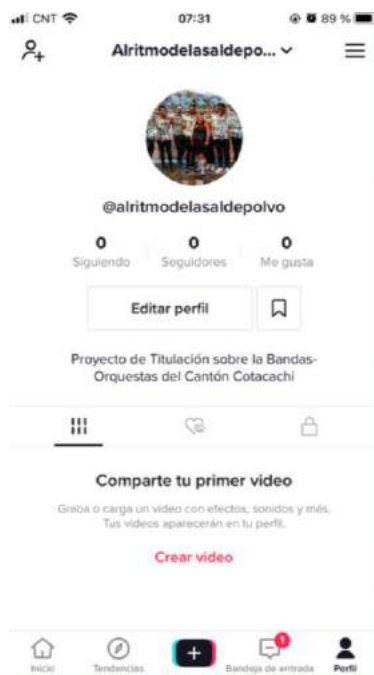 CNT 07:31 89 %
Alritmodelasaldepo...
@alritmodelasaldepolvo
0 0 0
Siguiendo Seguidores Me gusta
Editar perfil
Proyecto de Titulación sobre la Bandas-
Orquestas del Cantón Cotacachi
Comparte tu primer video
Graba o carga un video con efectos, sonidos y más.
Tus videos aparecerán en tu perfil.
Crear video
1
Inicio Tendencias Bandeja de entrada Perfil